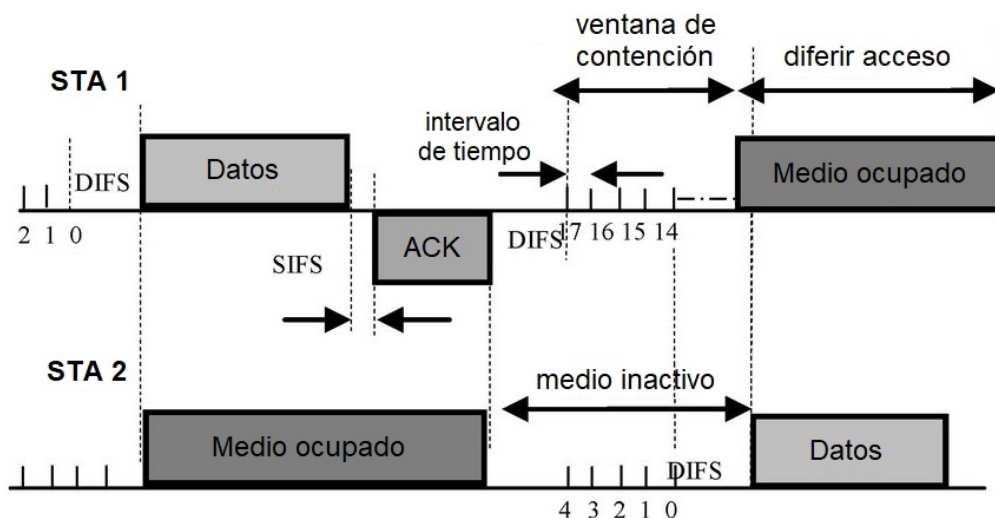 ventana de
contención
diferir acceso
STA 1
intervalo
de tiempo
Datos
Medio ocupado
DIFS
2 1 0
ACK
DIFS
17 16 15 14
SIFS
STA 2
medio inactivo
Medio ocupado
Datos
DIFS
4 3 2 1 0